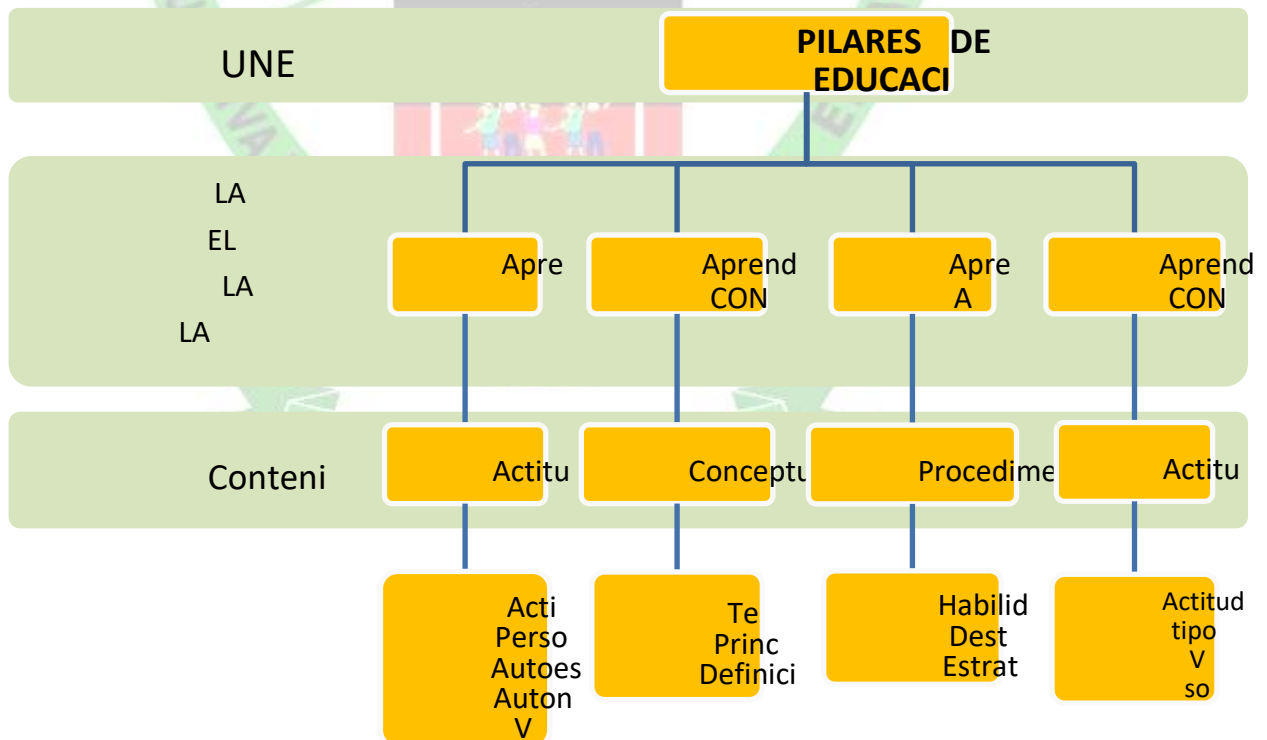 UNE
PILARES DE
EDUCACI
LA
EL
LA
LA
Apre
Aprend
CON
Apre
A
Aprend
CON
Conteni
Actitu
Conceptu
Procedime
Actitu
Acti
Perso
Autoes
Auton
V
Te
Princ
Definici
Habilid
Dest
Estrat
Actitud
tipo
V
so